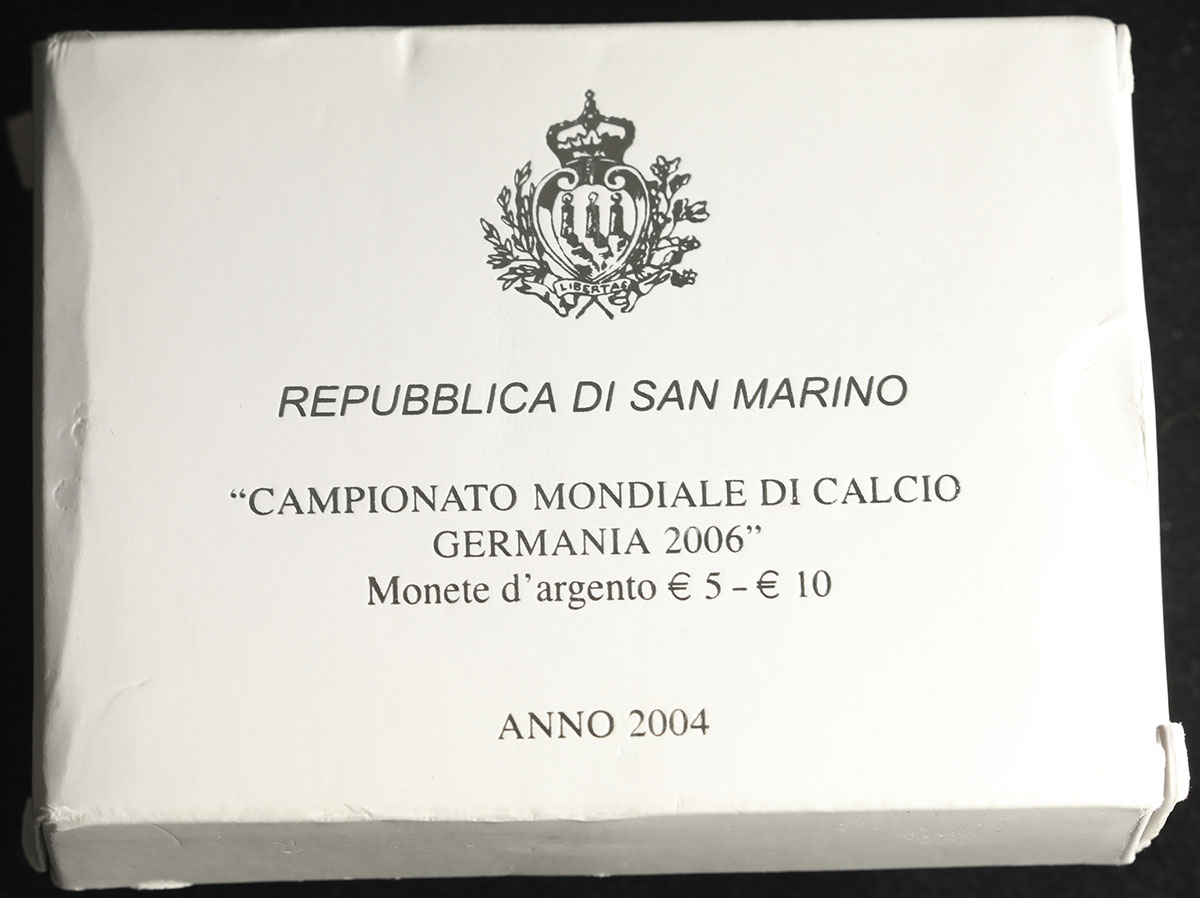 LIBERTAS
REPUBBLICA DI SAN MARINO
“CAMPIONATO MONDIALE DI CALCIO
GERMANIA 2006”
Monete d’argento € 5 – € 10
ANNO 2004